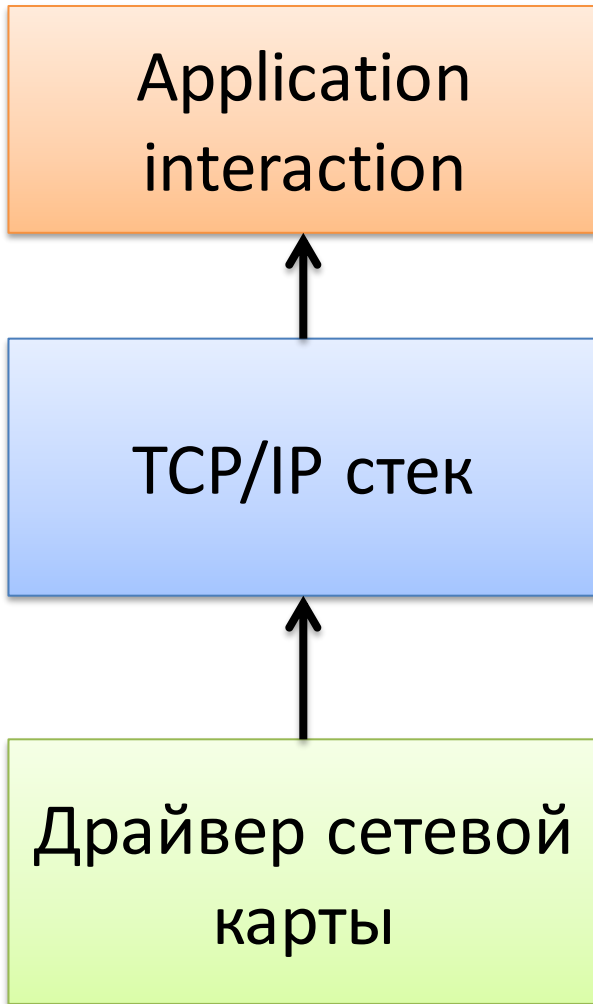 Application
interaction
TCP/IP стек
Драйвер сетевой
карты